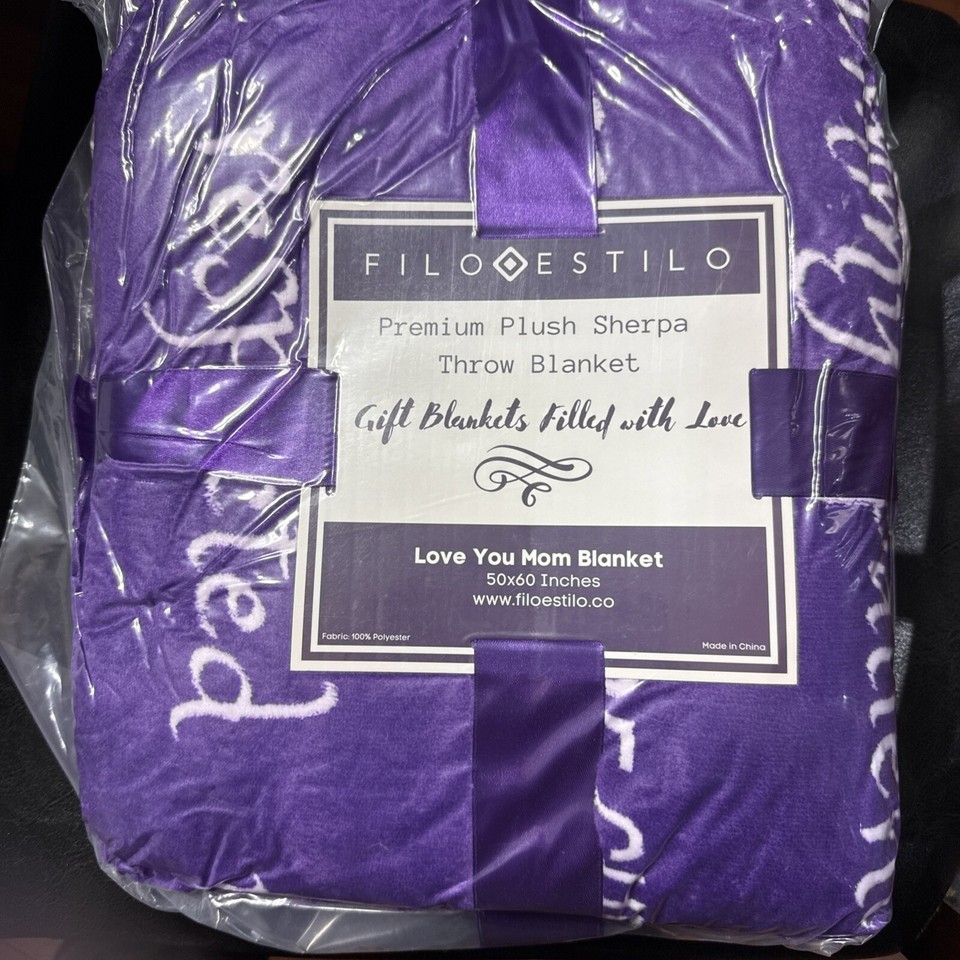 FILO ESTILO
Premium Plush Sherpa
Throw Blanket
Gift Blankets Filled with Love
Love You Mom Blanket
50x60 Inches
www.filoestilo.co
Fabric: 100% Polyester
Made in China